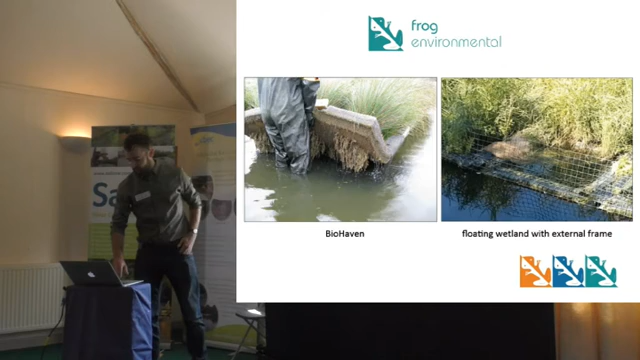 frog
environmental
BioHaven
floating wetland with external frame